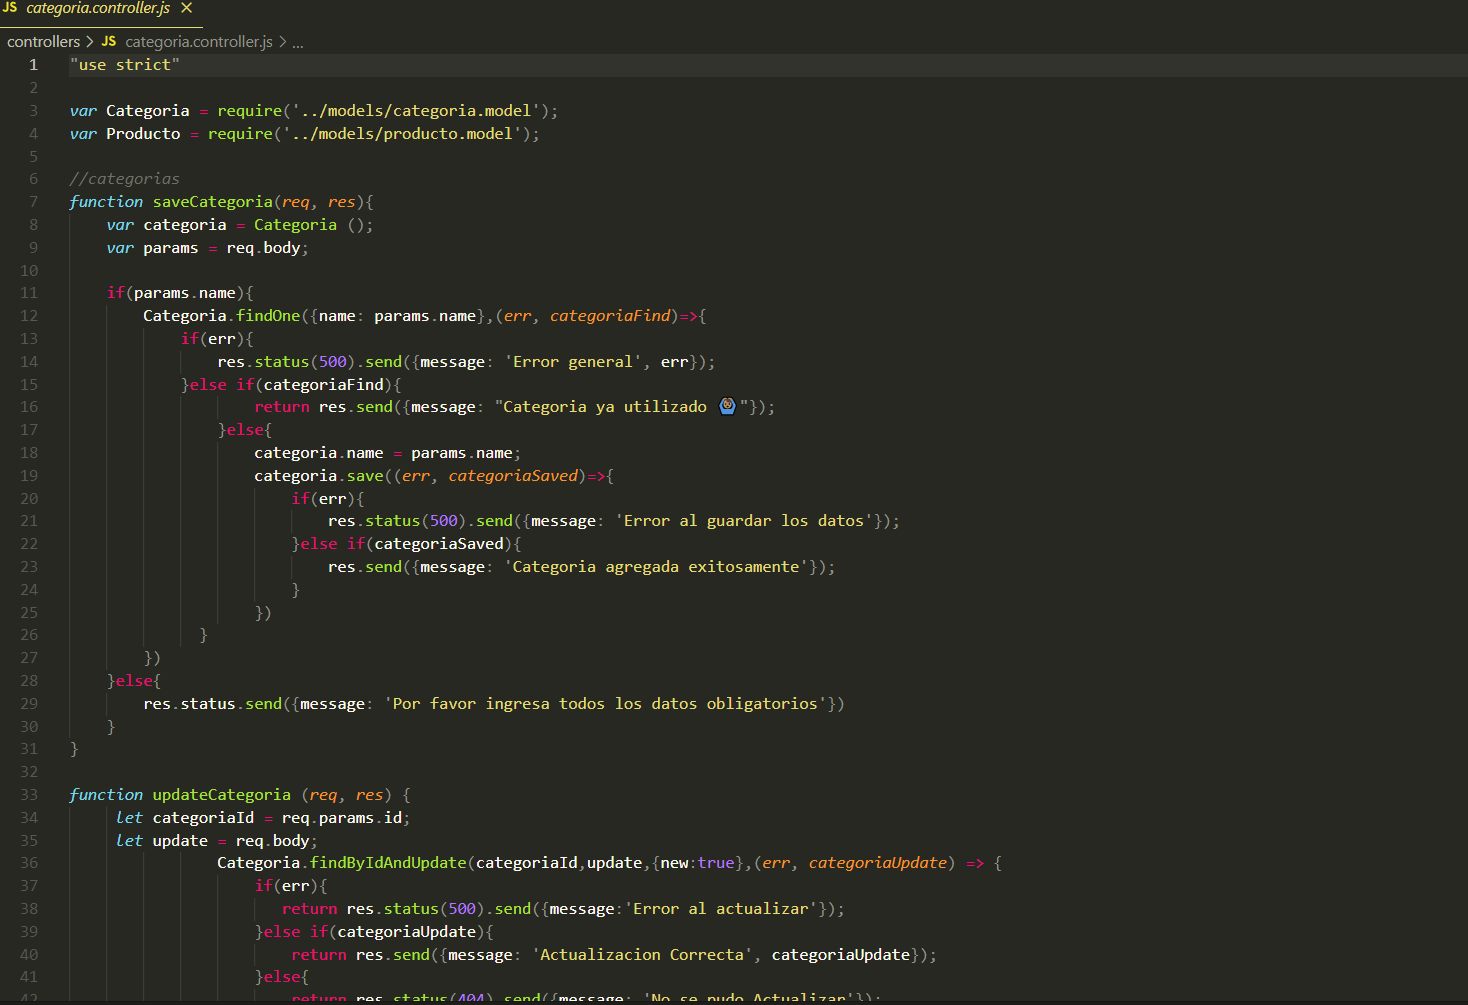 JS categoria.controller.js ×
controllers > JS categoria.controller.js > ...
1 "use strict"
2
3 var Categoria = require('../models/categoria.model');
4 var Producto = require('../models/producto.model');
5
6 //categorias
7 function saveCategoria(req, res){
8 var categoria = Categoria ();
9 var params = req.body;
10
11 if(params.name){
12 Categoria.findOne({name: params.name},(err, categoriaFind)=>{
13 if(err){
14 res.status(500).send({message: 'Error general', err});
15 }else if(categoriaFind){
16 return res.send({message: "Categoria ya utilizado 🙆🏽‍♂️"});
17 }else{
18 categoria.name = params.name;
19 categoria.save((err, categoriaSaved)=>{
20 if(err){
21 res.status(500).send({message: 'Error al guardar los datos'});
22 }else if(categoriaSaved){
23 res.send({message: 'Categoria agregada exitosamente'});
24 }
25 })
26 }
27 })
28 }else{
29 res.status.send({message: 'Por favor ingresa todos los datos obligatorios'})
30 }
31 }
32
33 function updateCategoria (req, res) {
34 let categoriaId = req.params.id;
35 let update = req.body;
36 Categoria.findByIdAndUpdate(categoriaId,update,{new:true},(err, categoriaUpdate) => {
37 if(err){
38 return res.status(500).send({message:'Error al actualizar'});
39 }else if(categoriaUpdate){
40 return res.send({message: 'Actualizacion Correcta', categoriaUpdate});
41 }else{
42 return res.status(404).send({message: 'No se pudo Actualizar'});